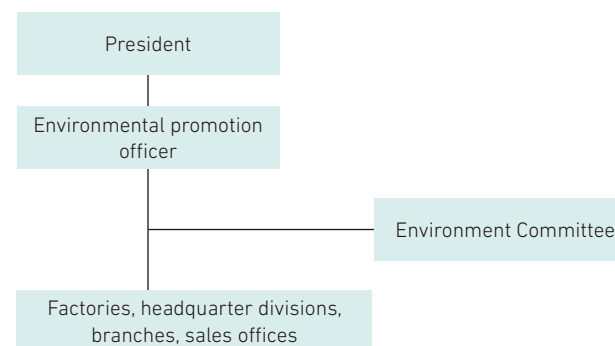 President
Environmental promotion
officer
Environment Committee
Factories, headquarter divisions,
branches, sales offices